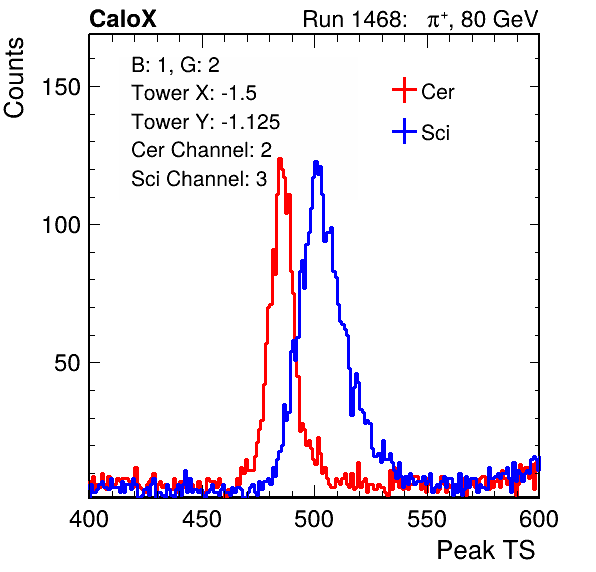 CaloX Run 1468: π⁺, 80 GeV
Counts
B: 1, G: 2
Tower X: -1.5
Tower Y: -1.125
Cer Channel: 2
Sci Channel: 3
Cer
Sci
150
100
50
400 450 500 550 600
Peak TS